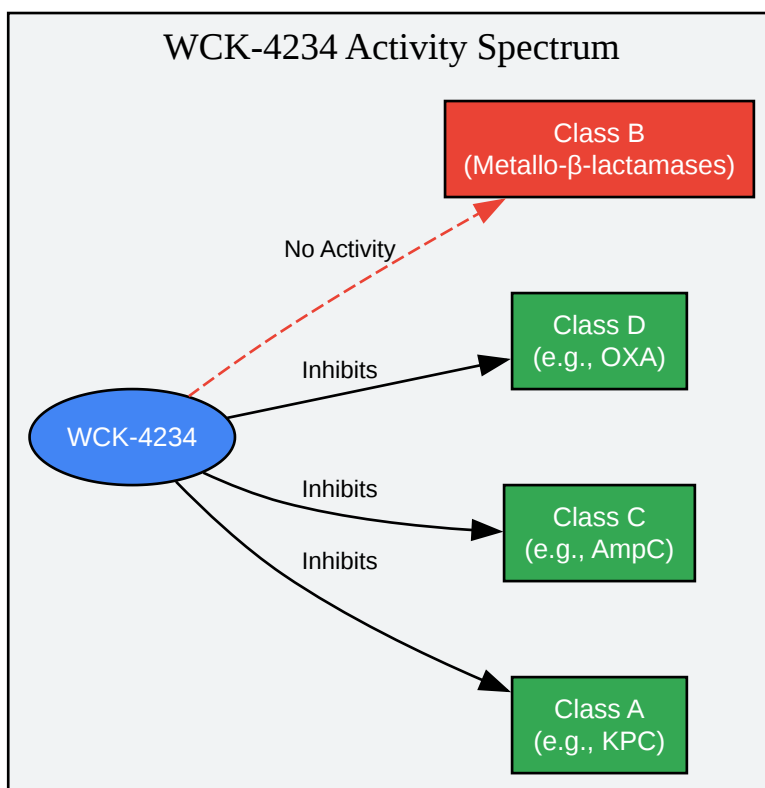 WCK-4234 Activity Spectrum
Class B
(Metallo-β-lactamases)
No Activity
Class D
(e.g., OXA)
Inhibits
WCK-4234
Inhibits
Class C
(e.g., AmpC)
Inhibits
Class A
(e.g., KPC)